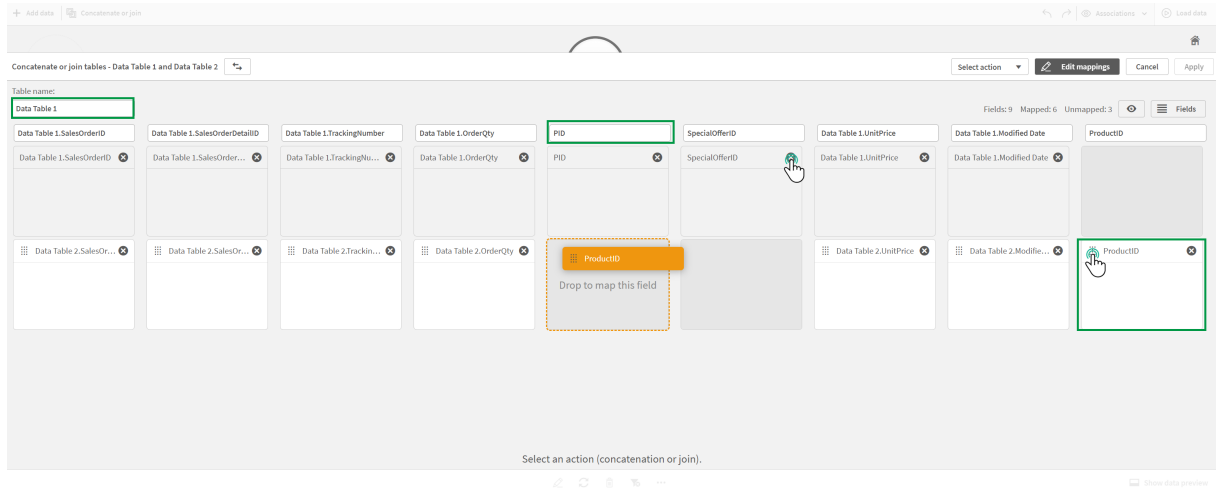 + Add data Concatenate or join Associations Load data
Concatenate or join tables - Data Table 1 and Data Table 2 Select action Edit mappings Cancel Apply
Table name:
Data Table 1 Fields: 9 Mapped: 6 Unmapped: 3 Fields
Data Table 1.SalesOrderID Data Table 1.SalesOrderDetailID Data Table 1.TrackingNumber Data Table 1.OrderQty PID SpecialOfferID Data Table 1.UnitPrice Data Table 1.Modified Date ProductID
Data Table 1.SalesOrderID Data Table 1.SalesOrder... Data Table 1.TrackingNu... Data Table 1.OrderQty PID SpecialOfferID Data Table 1.UnitPrice Data Table 1.Modified Date
Data Table 2.SalesOr... Data Table 2.SalesOr... Data Table 2.Trackin... Data Table 2.OrderQty ProductID Data Table 2.UnitPrice Data Table 2.Modifie... ProductID
Drop to map this field
Select an action (concatenation or join).
Show data preview